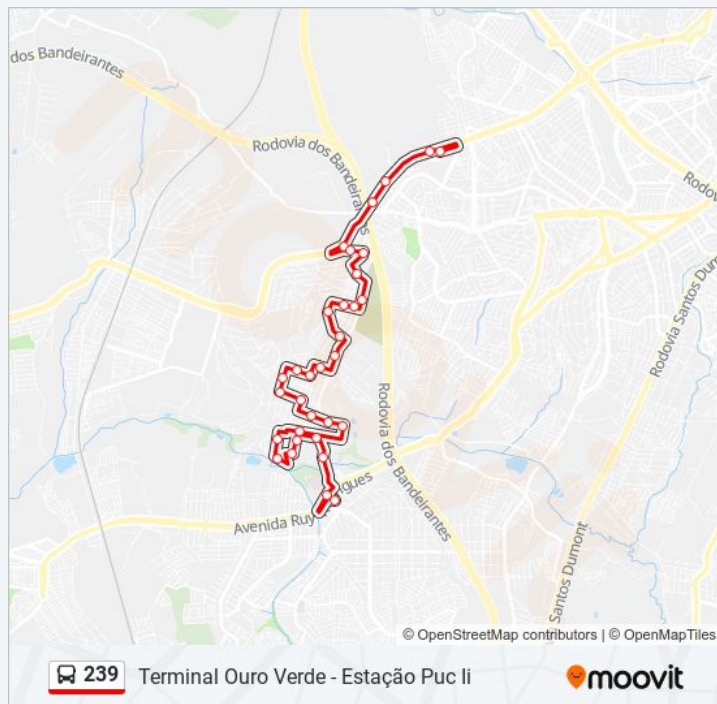 dos Bandeirantes
Rodovia dos Bandeirantes
Rodovia
Rodovia Santos Dumont
Rodovia dos Bandeirantes
Avenida Ruy
igues
Santos Dumont
© OpenStreetMap contributors | © OpenMapTiles
239 Terminal Ouro Verde - Estação Puc Ii
moovit